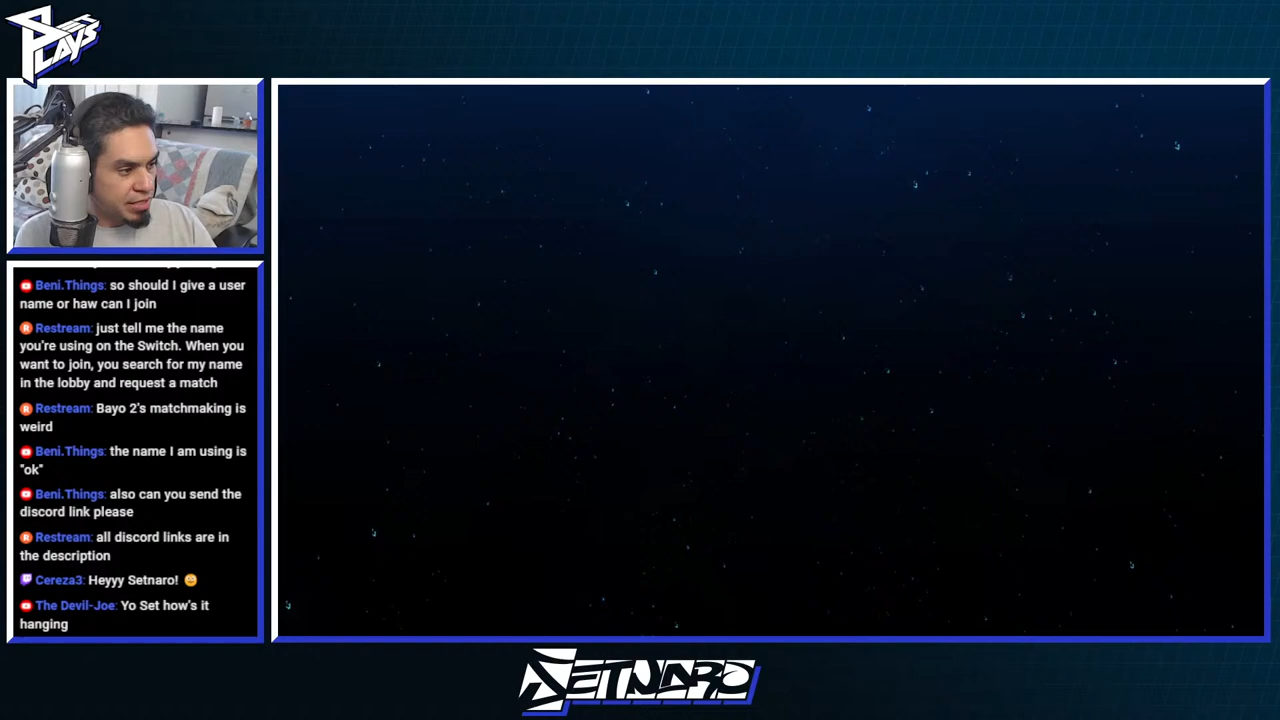 SET
PLAYS
Beni.Things: so should I give a user
name or haw can I join
Restream: just tell me the name
you're using on the Switch. When you
want to join, you search for my name
in the lobby and request a match
Restream: Bayo 2's matchmaking is
weird
Beni.Things: the name I am using is
"ok"
Beni.Things: also can you send the
discord link please
Restream: all discord links are in
the description
Cereza3: Heyyy Setnaro!
The Devil-Joe: Yo Set how's it
hanging
SETNARO